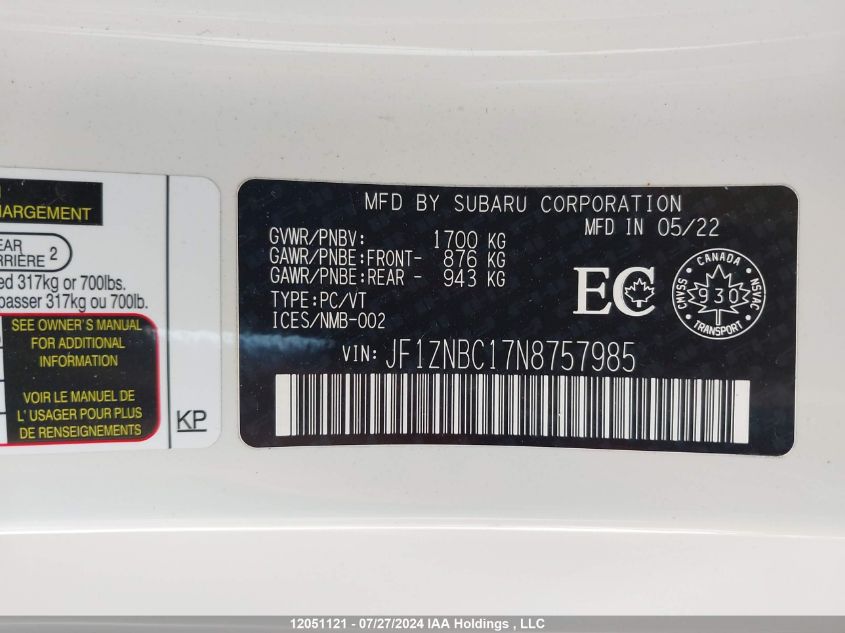 HARGEMENT
EAR
RRIÈRE 2
ed 317kg or 700lbs.
passer 317kg ou 700lb.
SEE OWNER'S MANUAL
FOR ADDITIONAL
INFORMATION
VOIR LE MANUEL DE
L' USAGER POUR PLUS
DE RENSEIGNEMENTS
KP
MFD BY SUBARU CORPORATION
MFD IN 05/22
GVWR/PNBV: 1700 KG
GAWR/PNBE:FRONT- 876 KG
GAWR/PNBE:REAR - 943 KG
TYPE:PC/VT
ICES/NMB-002
EC
CANADA
CMVSS
930
NSVAC
TRANSPORT
VIN: JF1ZNBC17N8757985
12051121 - 07/27/2024 IAA Holdings , LLC